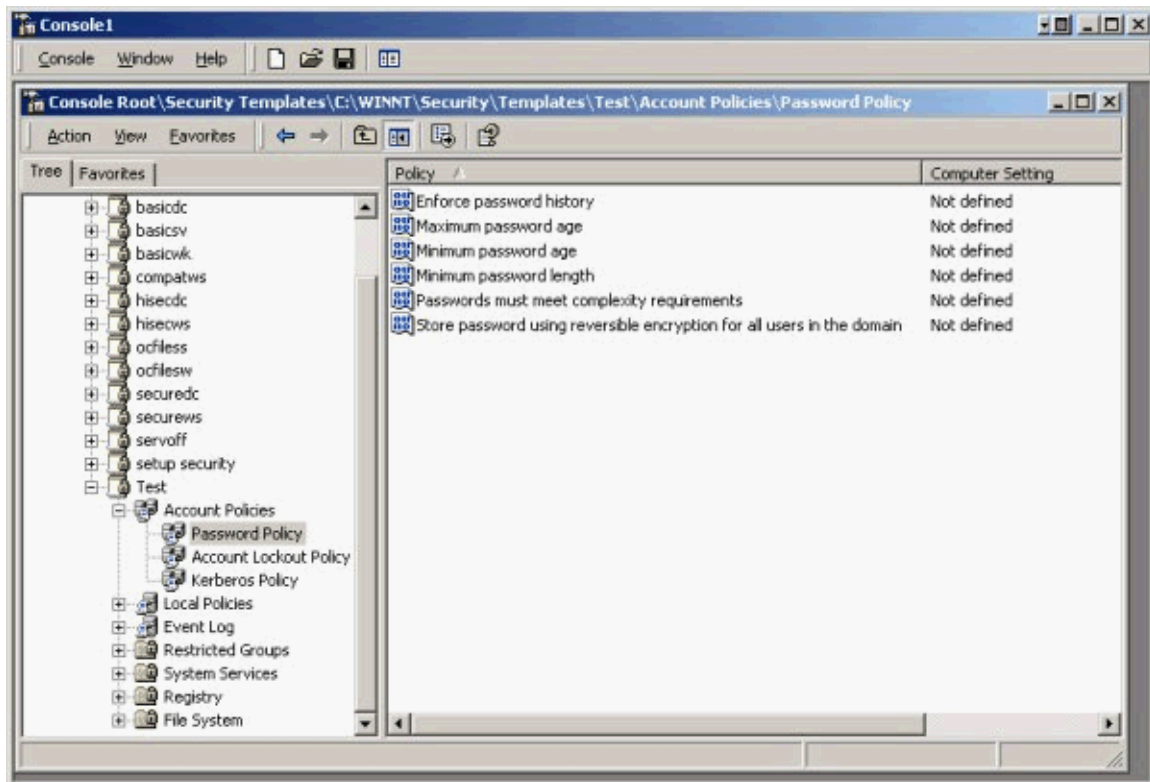 Console1
Console Window Help
Console Root\Security Templates\C:\WINNT\Security\Templates\Test\Account Policies\Password Policy
Action View Favorites
Tree Favorites
Policy Computer Setting
basicdc
basicsv
basicwk
compatws
hisecdc
hisecws
ocfiless
ocfilesw
securedc
securews
servoff
setup security
Test
Account Policies
Password Policy
Account Lockout Policy
Kerberos Policy
Local Policies
Event Log
Restricted Groups
System Services
Registry
File System
Enforce password history Not defined
Maximum password age Not defined
Minimum password age Not defined
Minimum password length Not defined
Passwords must meet complexity requirements Not defined
Store password using reversible encryption for all users in the domain Not defined